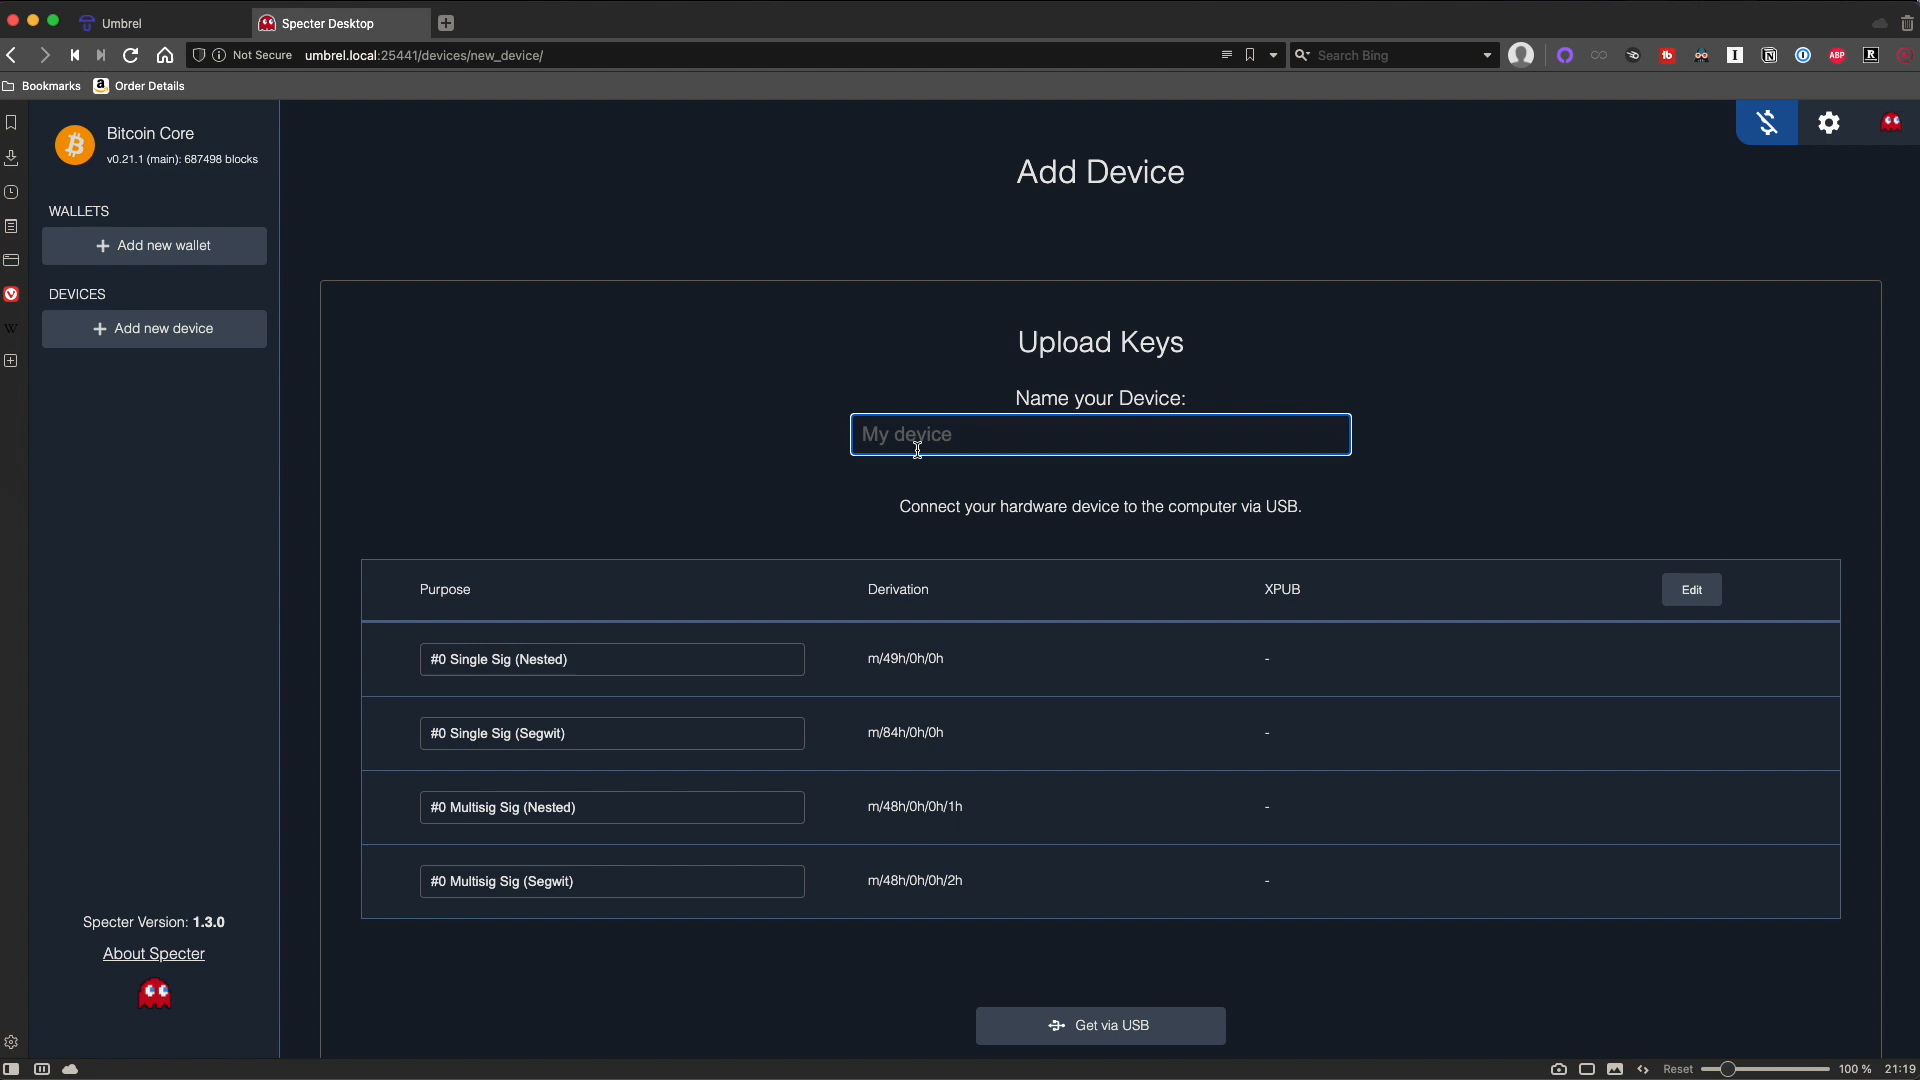 Umbrel
Specter Desktop
Not Secure umbrel.local:25441/devices/new_device/
Search Bing
Bookmarks
Order Details
Bitcoin Core
v0.21.1 (main): 687498 blocks
WALLETS
+ Add new wallet
DEVICES
+ Add new device
Specter Version: 1.3.0
About Specter
Add Device
Upload Keys
Name your Device:
My device
Connect your hardware device to the computer via USB.
Purpose Derivation XPUB Edit
#0 Single Sig (Nested) m/49h/0h/0h -
#0 Single Sig (Segwit) m/84h/0h/0h -
#0 Multisig Sig (Nested) m/48h/0h/0h/1h -
#0 Multisig Sig (Segwit) m/48h/0h/0h/2h -
Get via USB
Reset 100 % 21:19